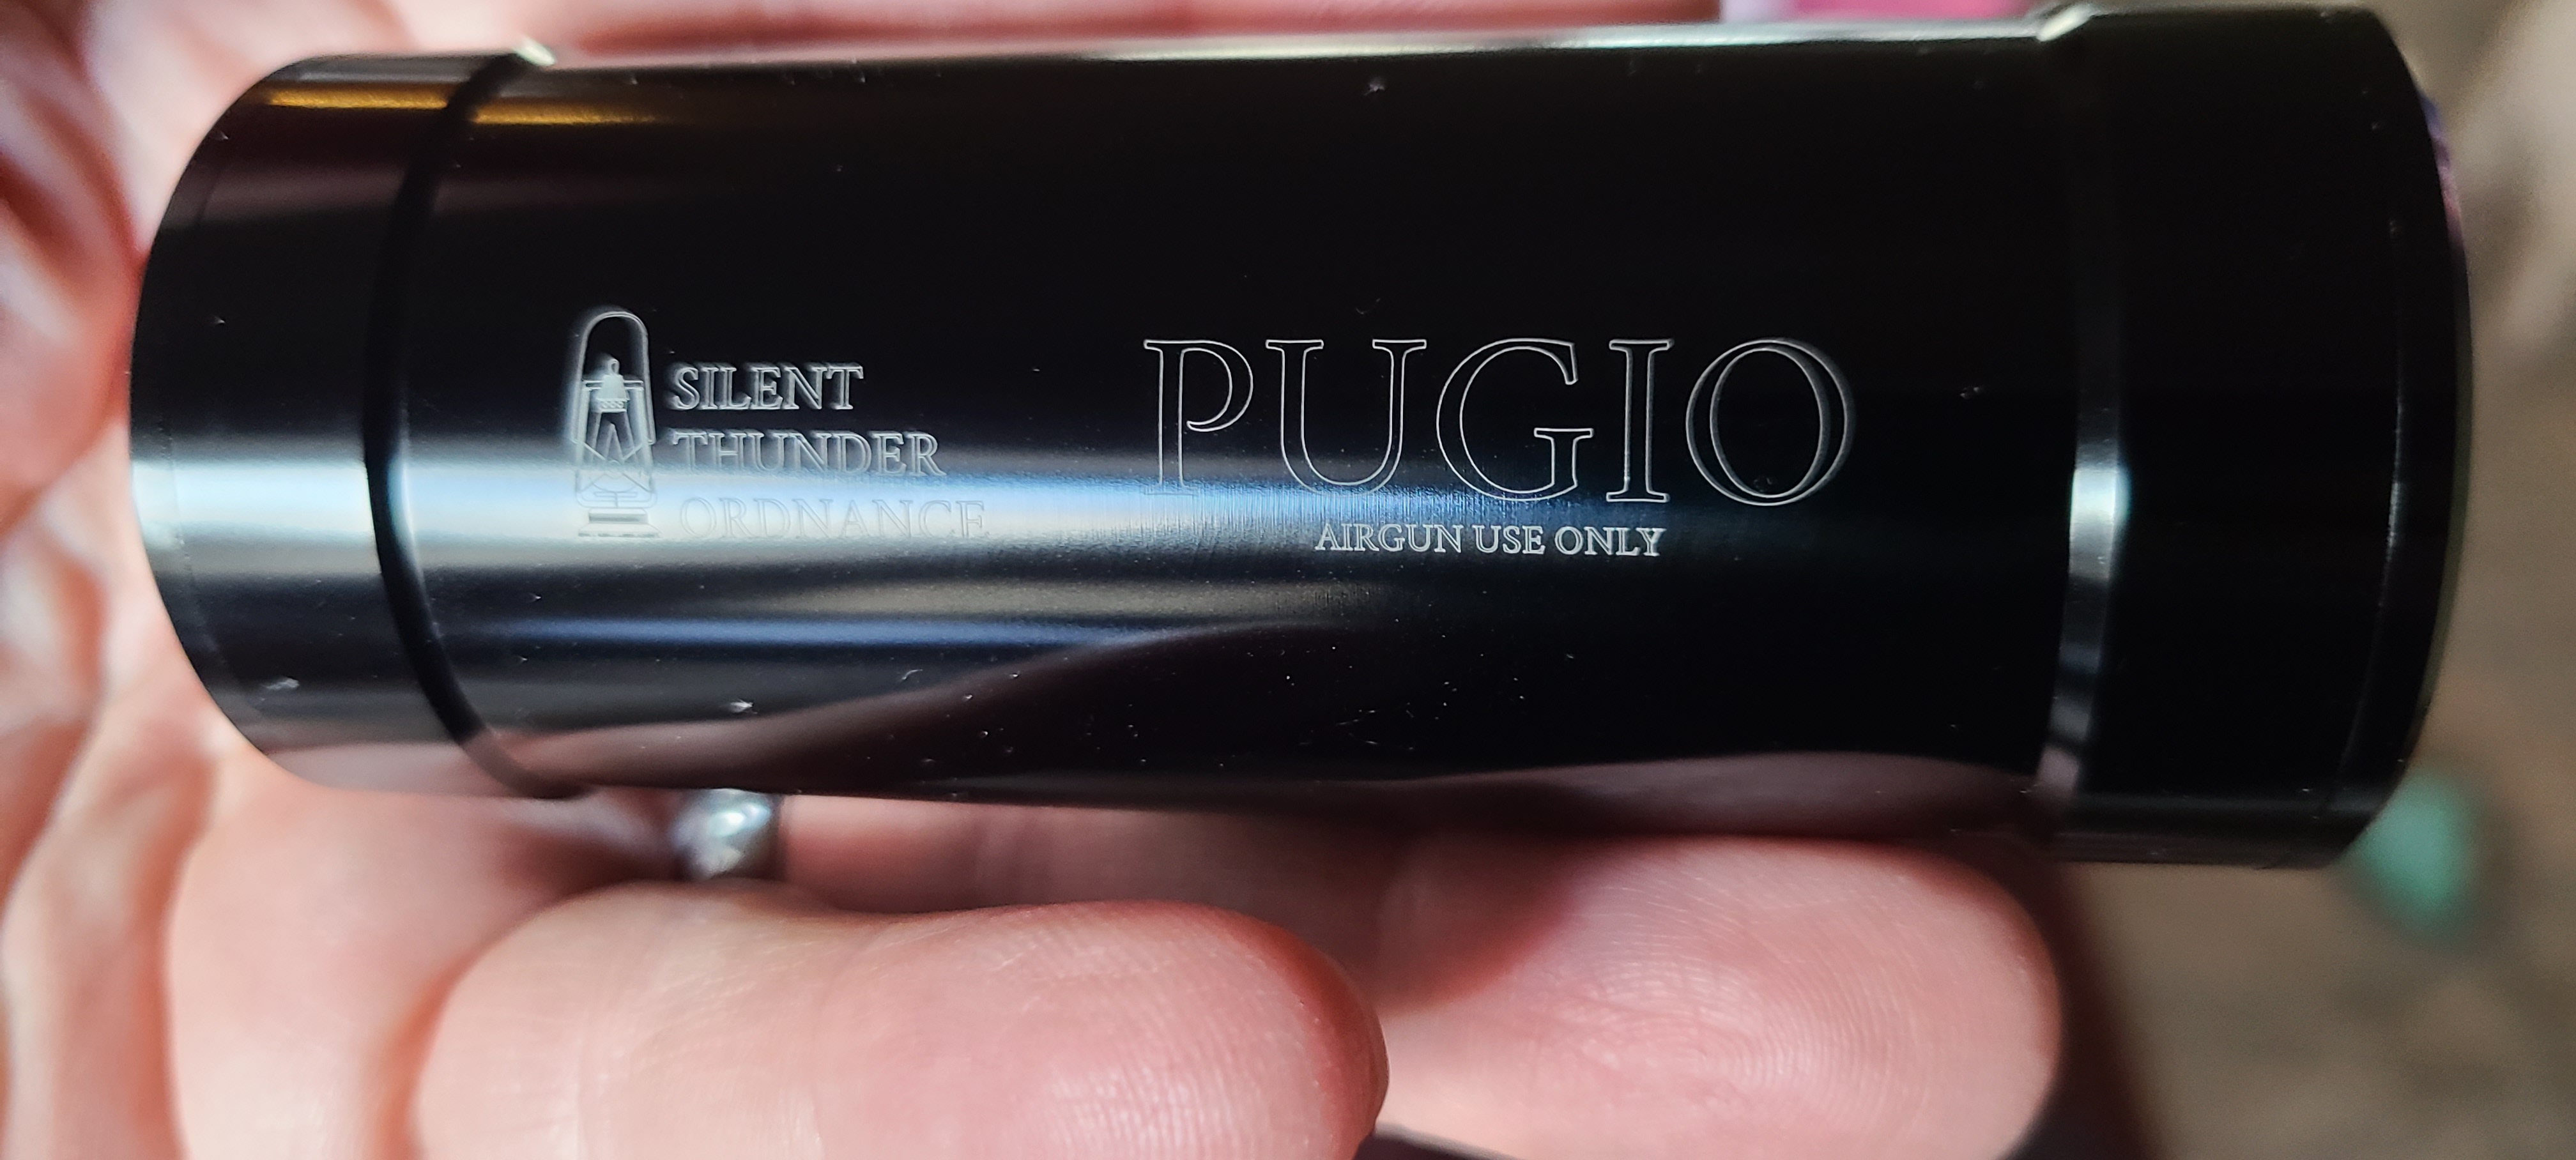 SILENT
THUNDER
ORDNANCE
PUGIO
AIRGUN USE ONLY